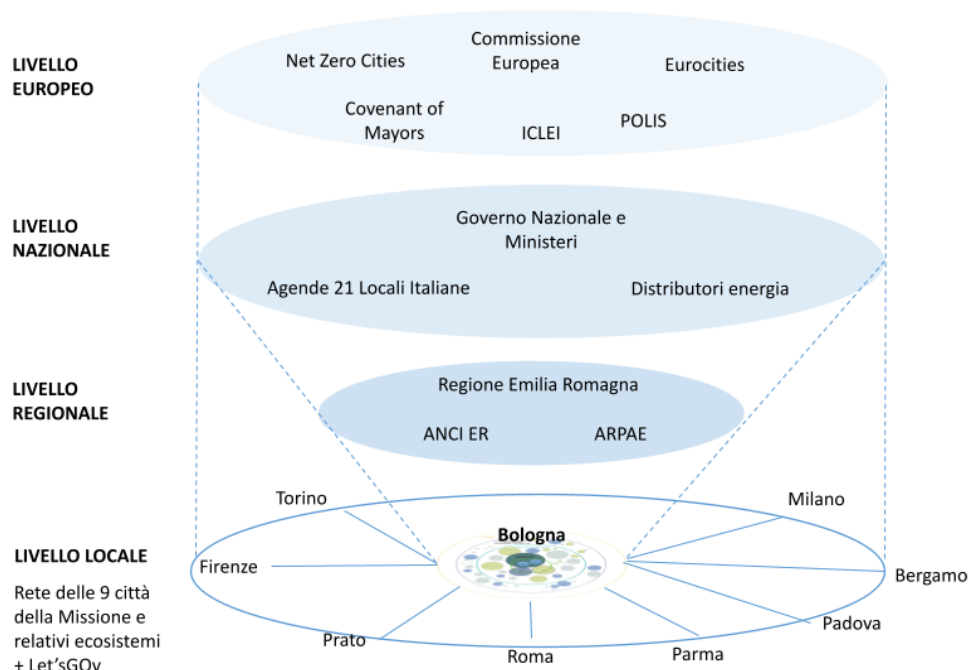 LIVELLO
EUROPEO
Net Zero Cities
Commissione
Europea
Eurocities
Covenant of
Mayors
ICLEI
POLIS
LIVELLO
NAZIONALE
Governo Nazionale e
Ministeri
Agende 21 Locali Italiane
Distributori energia
LIVELLO
REGIONALE
Regione Emilia Romagna
ANCI ER
ARPAE
Torino
Milano
Bologna
LIVELLO LOCALE
Firenze
Bergamo
Rete delle 9 città
della Missione e
relativi ecosistemi
+ Let'sGOv
Prato
Roma
Parma
Padova